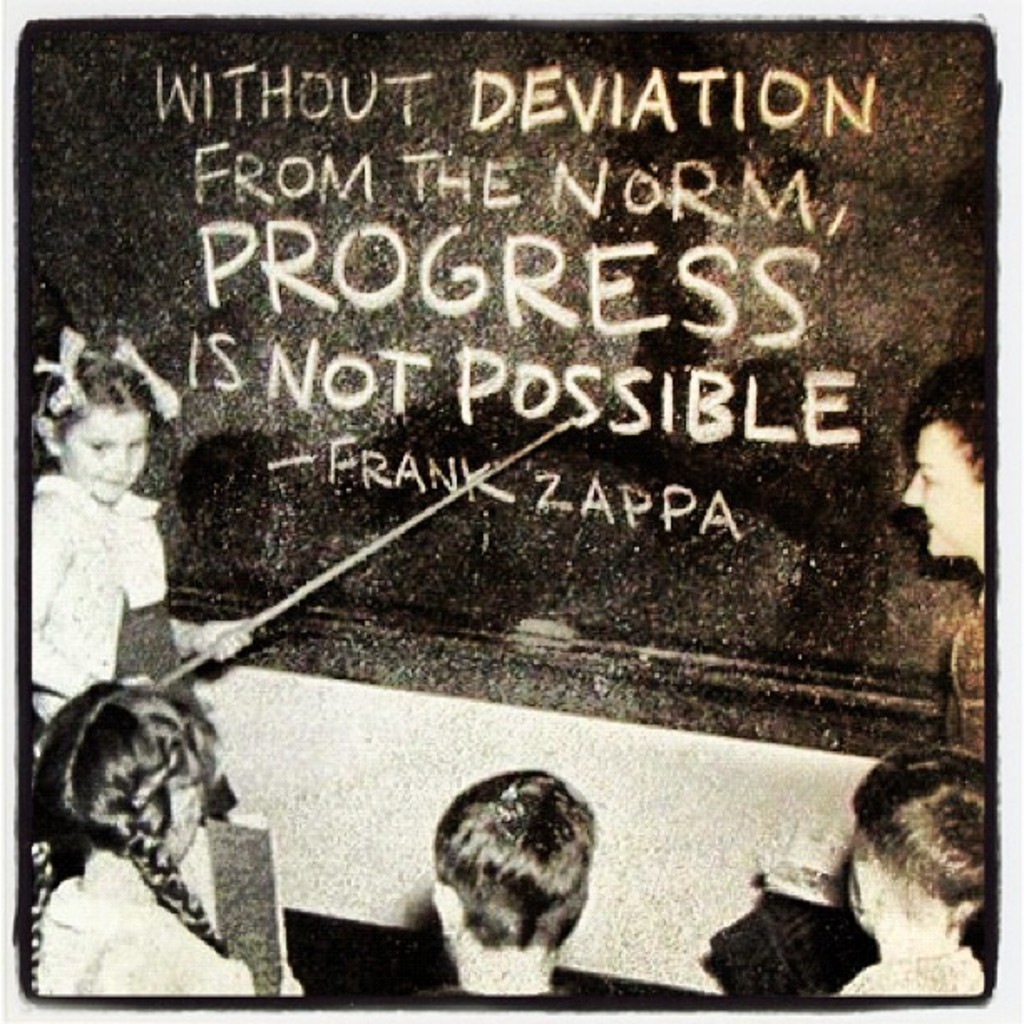 WITHOUT DEVIATION
FROM THE NORM,
PROGRESS
IS NOT POSSIBLE
– FRANK ZAPPA